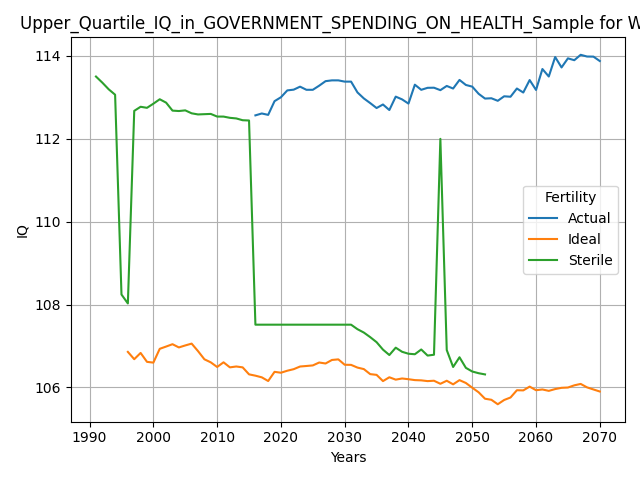 Upper_Quartile_IQ_in_GOVERNMENT_SPENDING_ON_HEALTH_Sample for W
114
112
110
108
106
IQ
Fertility
Actual
Ideal
Sterile
1990 2000 2010 2020 2030 2040 2050 2060 2070
Years